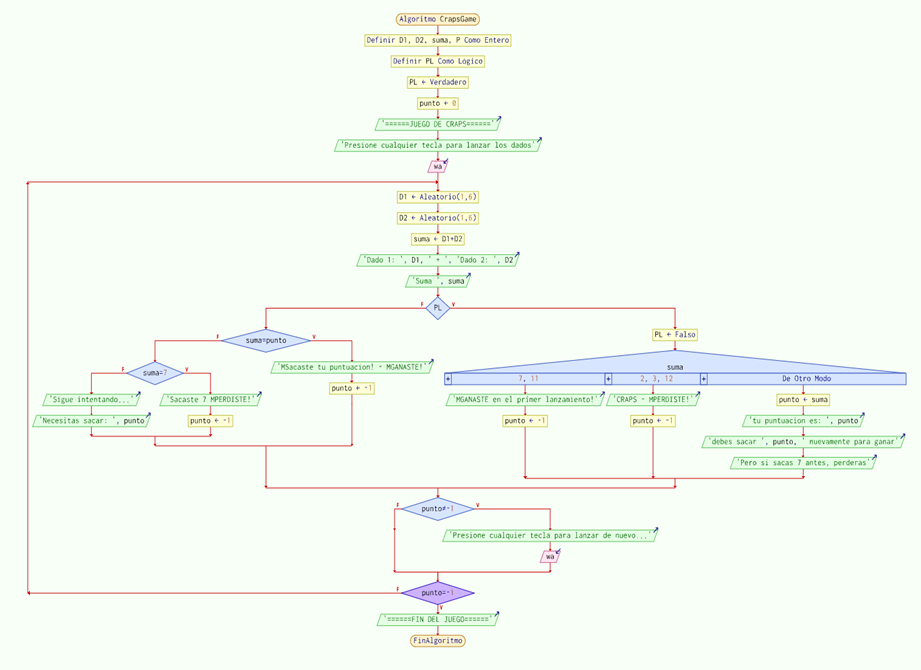 Algoritmo CrapsGame
Definir D1, D2, suma, P Como Entero
Definir PL Como Lógico
PL ← Verdadero
punto ← 0
'======JUEGO DE CRAPS======'
'Presione cualquier tecla para lanzar los dados'
wa
D1 ← Aleatorio(1,6)
D2 ← Aleatorio(1,6)
suma ← D1+D2
'Dado 1: ', D1, ' + ', 'Dado 2: ', D2
'Suma ', suma
F PL V
F suma=punto V
F suma=7 V
'Sigue intentando...'
'Necesitas sacar: ', punto
'Sacaste 7 MPERDISTE!'
punto ← -1
'MSacaste tu puntuacion! - MGANASTE!'
punto ← -1
PL ← Falso
suma
7, 11
2, 3, 12
De Otro Modo
'MGANASTE en el primer lanzamiento!'
punto ← -1
'CRAPS - MPERDISTE!'
punto ← -1
punto ← suma
'tu puntuacion es: ', punto
'debes sacar ', punto, ' nuevamente para ganar'
'Pero si sacas 7 antes, perderas'
F punto≠-1 V
'Presione cualquier tecla para lanzar de nuevo...'
wa
F punto=-1
V
'======FIN DEL JUEGO======'
FinAlgoritmo